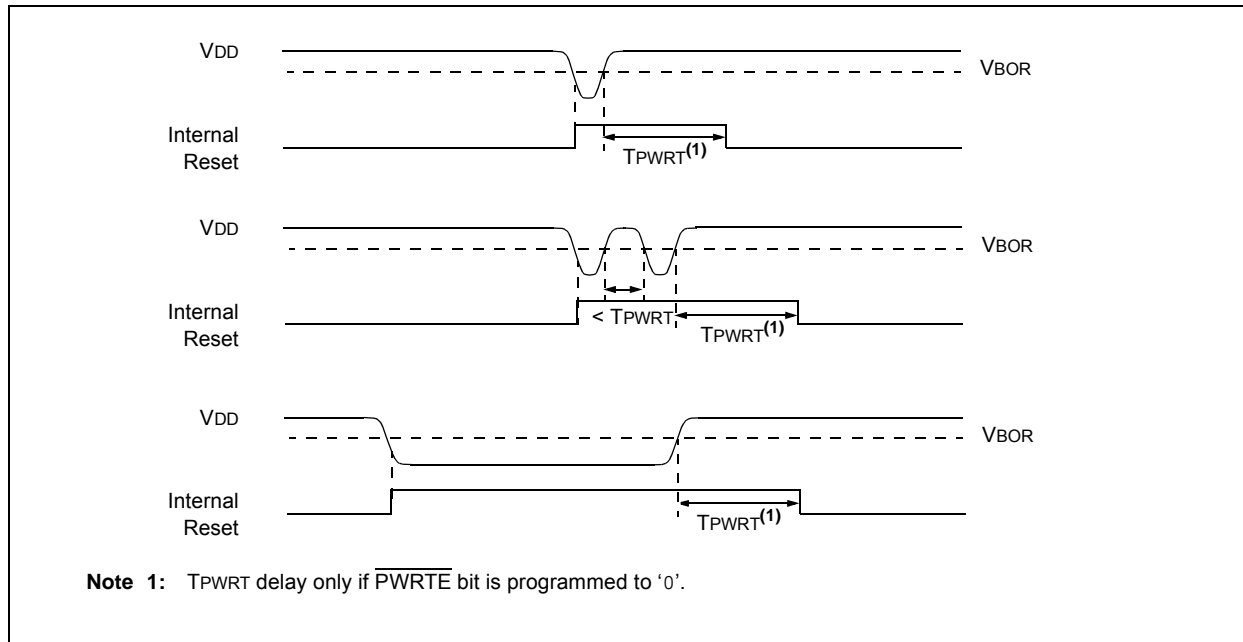 VDD
VBOR
Internal
Reset
TPWRT(1)
VDD
VBOR
Internal
Reset
< TPWRT
TPWRT(1)
VDD
VBOR
Internal
Reset
TPWRT(1)
Note 1: TPWRT delay only if PWRTE bit is programmed to ‘0’.